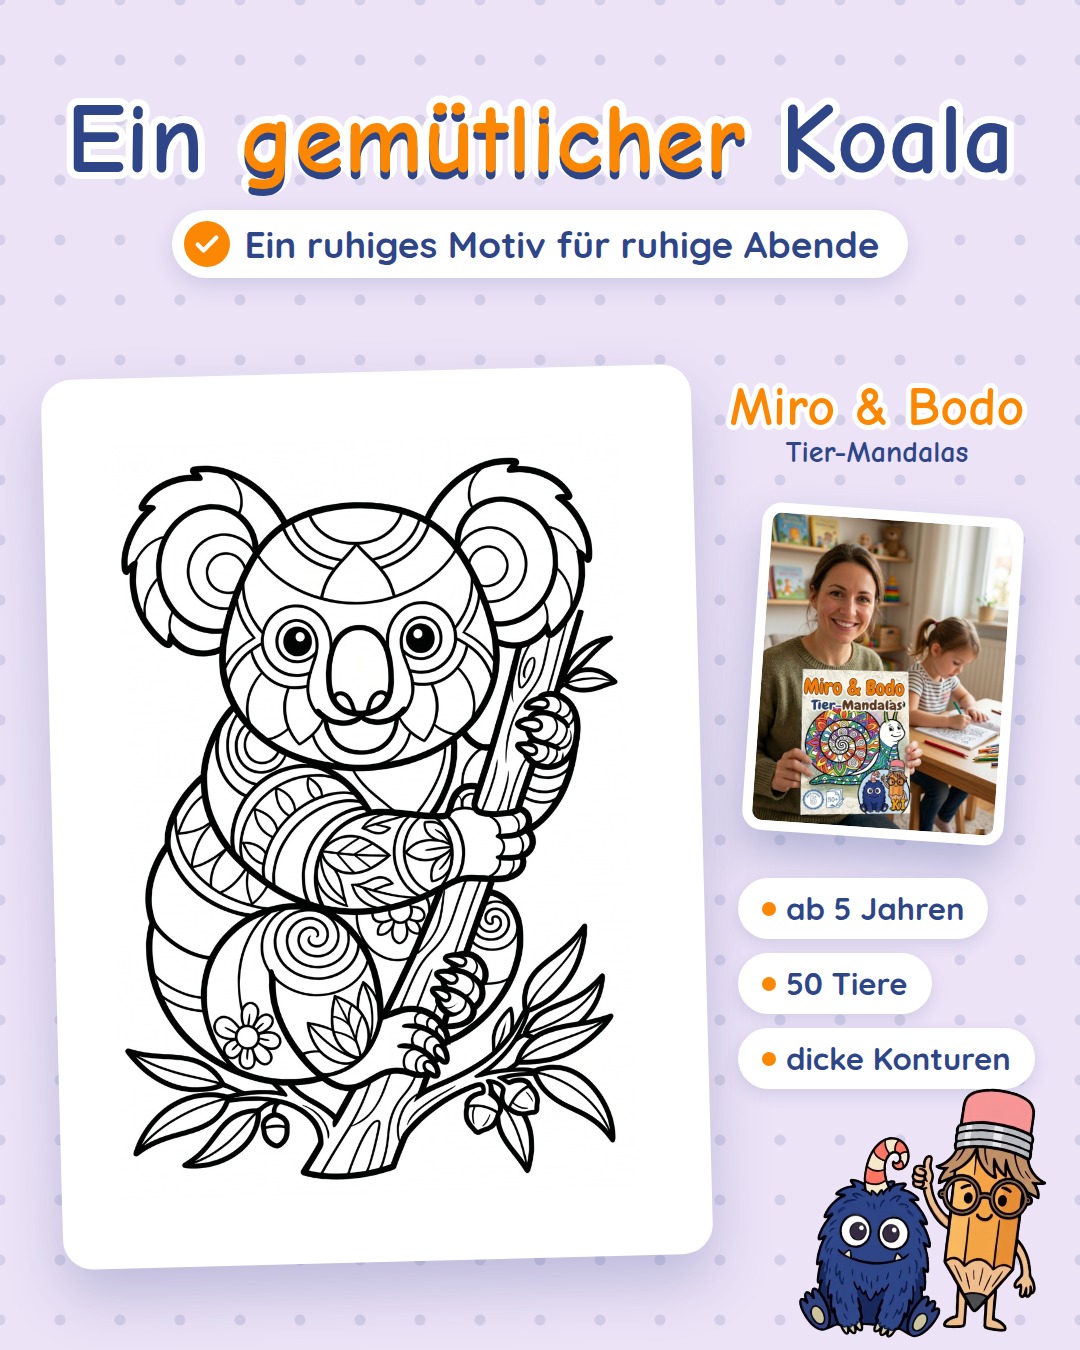 Ein gemütlicher Koala
Ein ruhiges Motiv für ruhige Abende
Miro & Bodo
Tier-Mandalas
Miro & Bodo
Tier-Mandalas
50+
ab 5 Jahren
50 Tiere
dicke Konturen